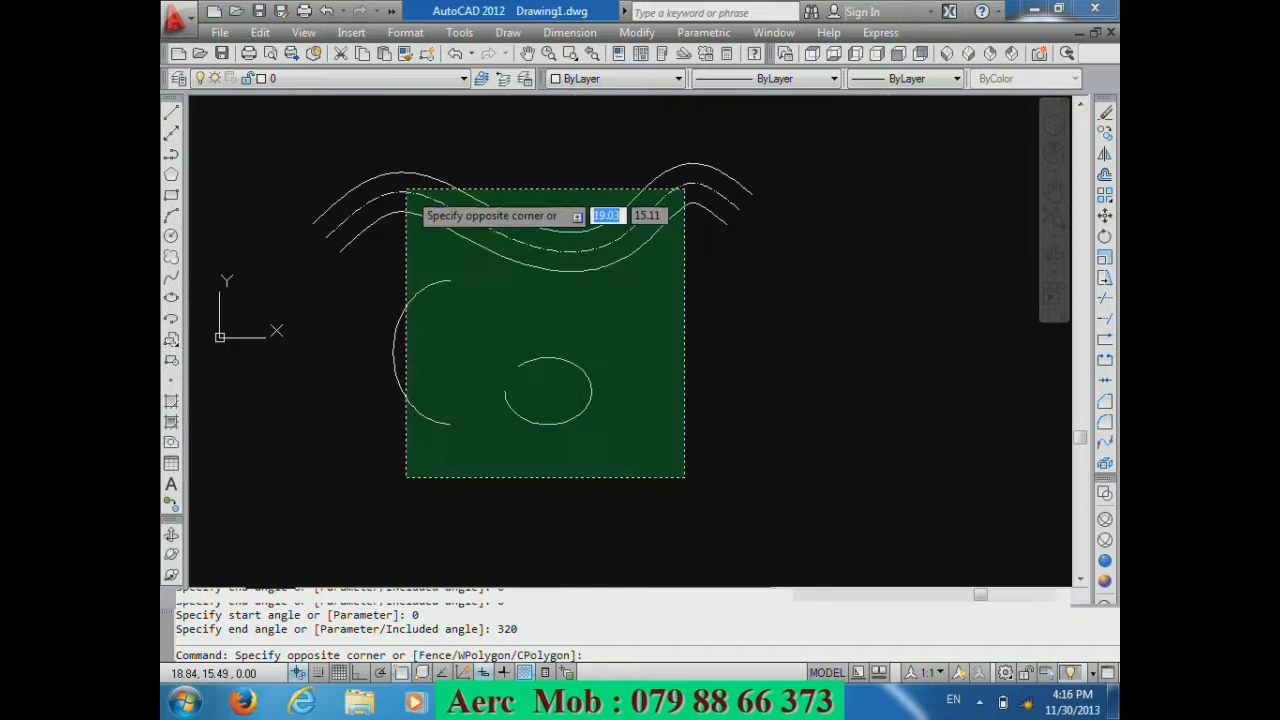 AutoCAD 2012 Drawing1.dwg
Type a keyword or phrase
Sign In
File Edit View Insert Format Tools Draw Dimension Modify Parametric Window Help Express
0
ByLayer
ByLayer
ByLayer
ByColor
Specify opposite corner or
19.03
15.11
Y
X
A
Specify start angle or [Parameter]: 0
Specify end angle or [Parameter/Included angle]: 320
Command: Specify opposite corner or [Fence/WPolygon/CPolygon]:
18.84, 15.49, 0.00
MODEL
1:1
Aerc Mob : 079 88 66 373
EN
4:16 PM
11/30/2013